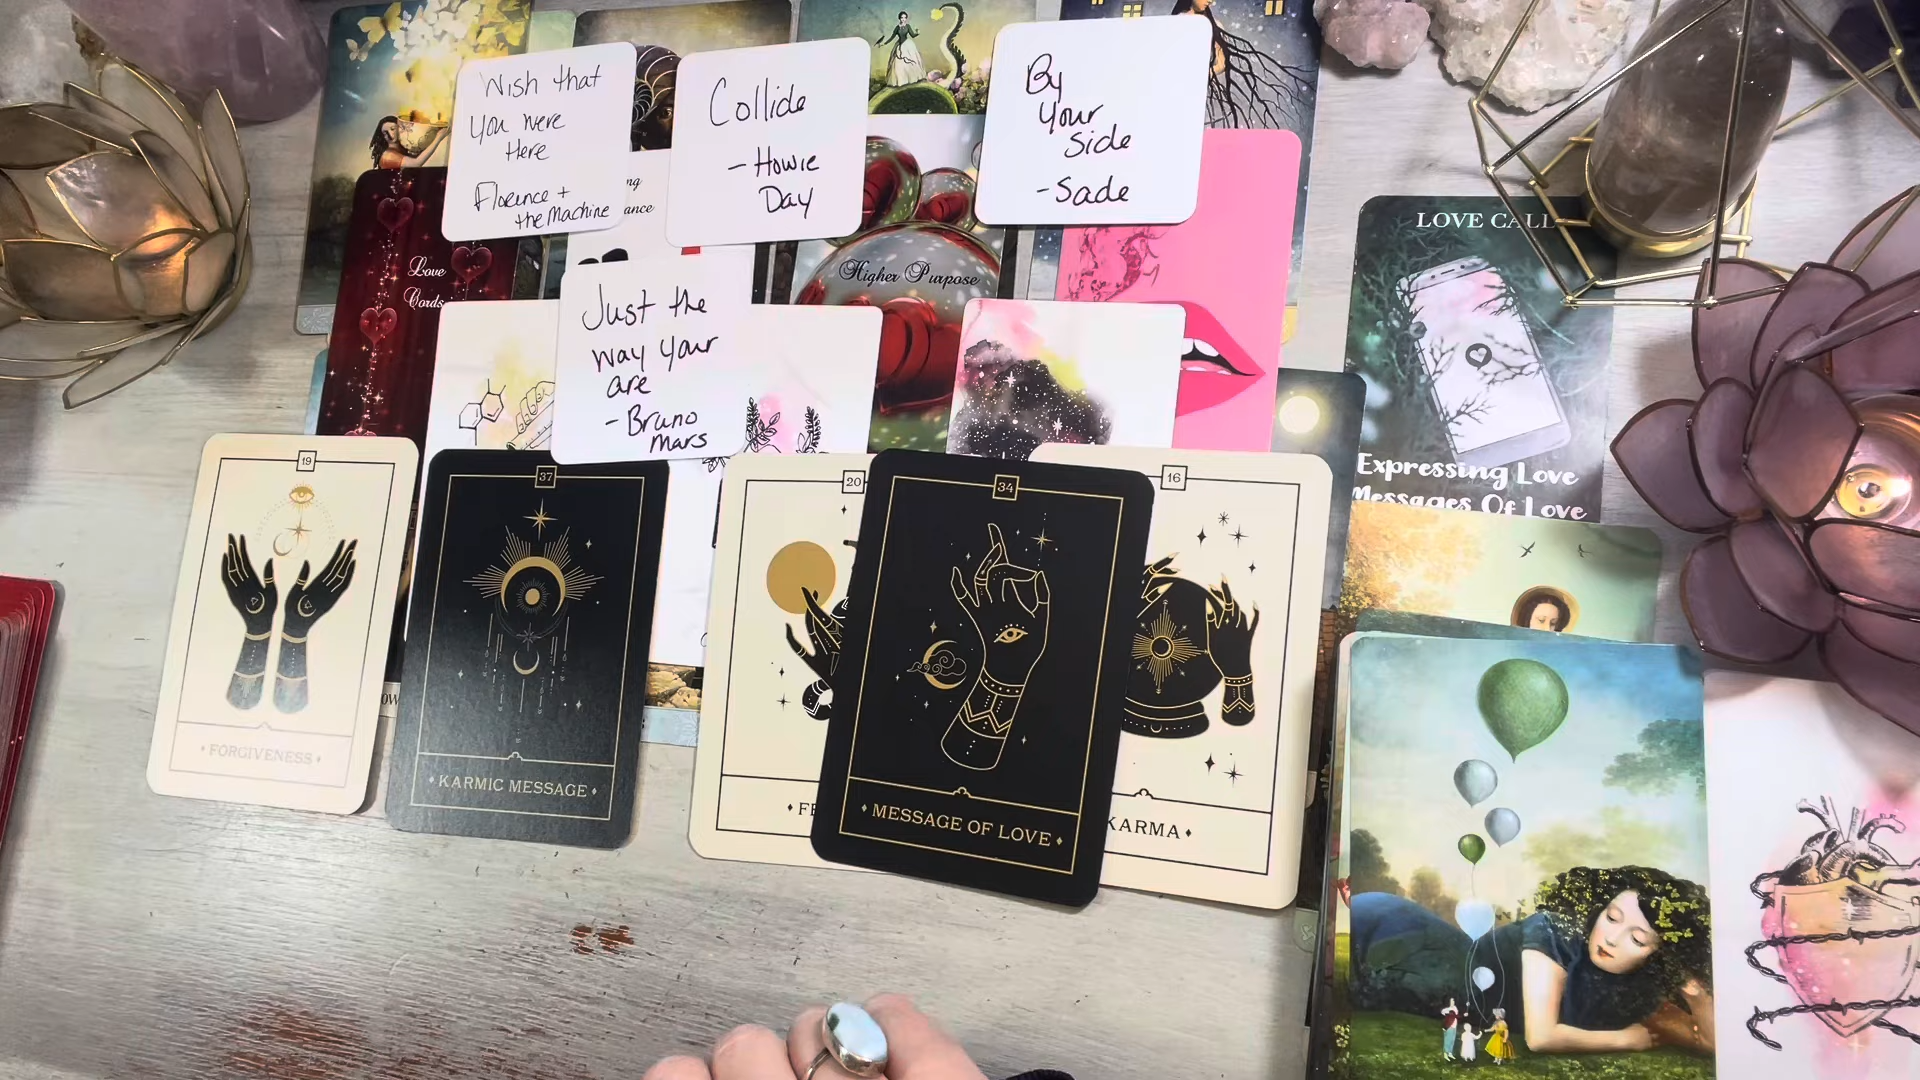 Wish that
you were
Here
Florence +
the Machine
Collide
- Howie
Day
By
your
side
- Sade
ance
Love
Cords
Higher Purpose
LOVE CALL
Expressing Love
Messages Of Love
Just the
way your
are
- Bruno
Mars
19
FORGIVENESS
37
KARMIC MESSAGE
20
34
MESSAGE OF LOVE
16
KARMA